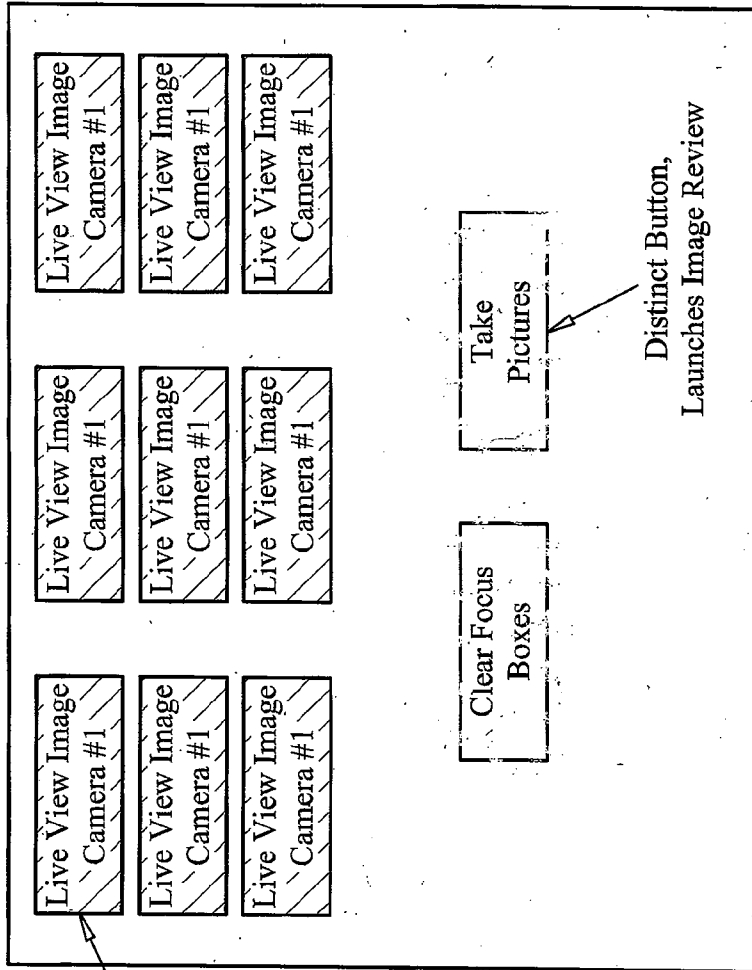 Live View Image
Camera #1
Live View Image
Camera #1
Live View Image
Camera #1
Live View Image
Camera #1
Live View Image
Camera #1
Live View Image
Camera #1
Live View Image
Camera #1
Live View Image
Camera #1
Live View Image
Camera #1
Clear Focus
Boxes
Take
Pictures
Distinct Button,
Launches Image Review